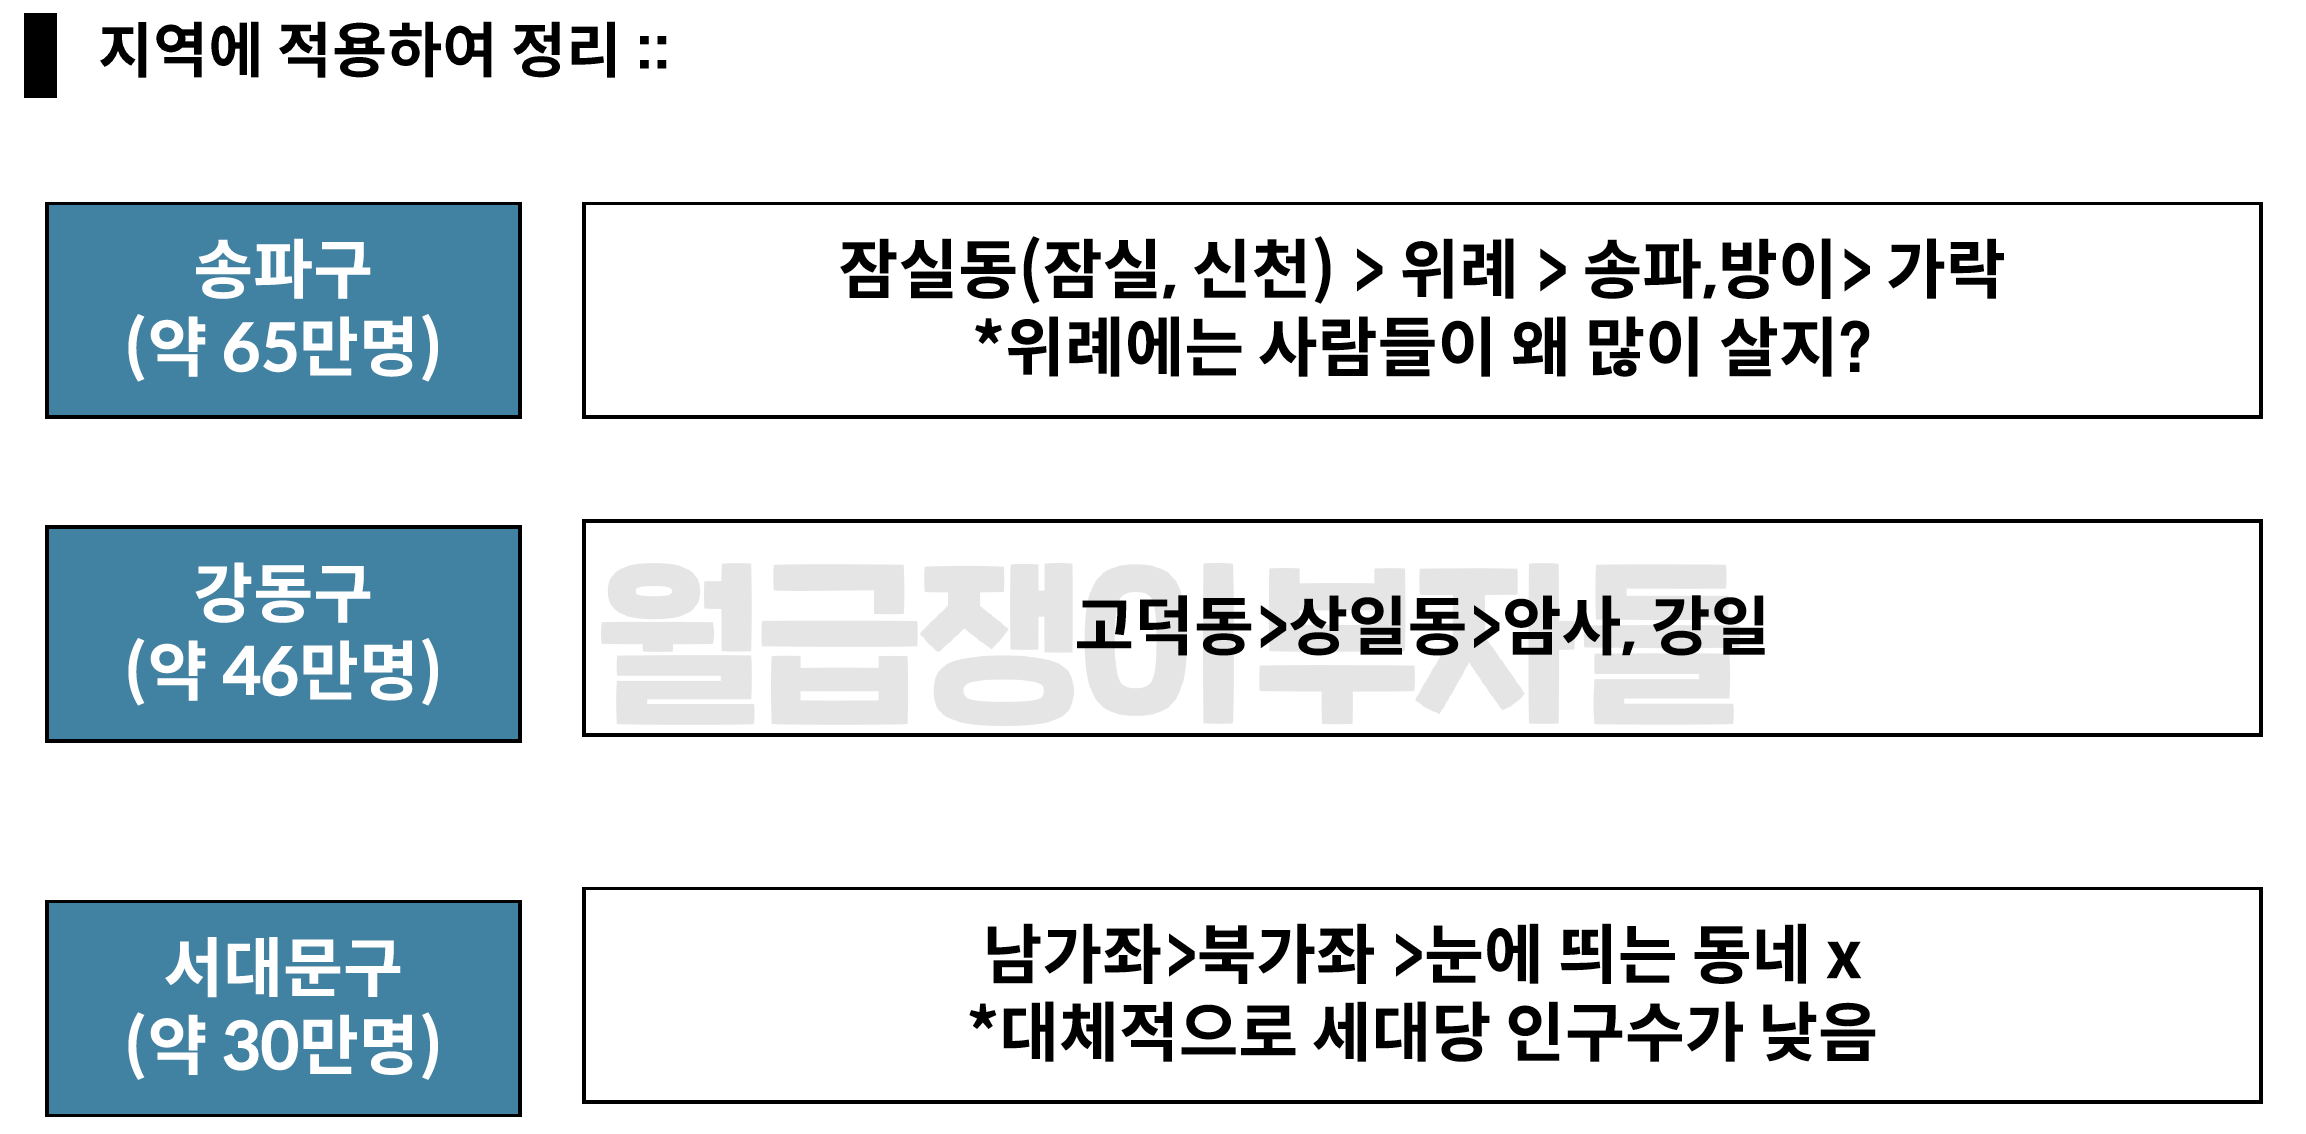 지역에 적용하여 정리 ::
송파구
(약 65만명)
잠실동(잠실, 신천) > 위례 > 송파,방이> 가락
*위례에는 사람들이 왜 많이 살지?
강동구
(약 46만명)
월급쟁이부자들
고덕동>상일동>암사, 강일
서대문구
(약 30만명)
남가좌>북가좌 >눈에 띄는 동네 x
*대체적으로 세대당 인구수가 낮음